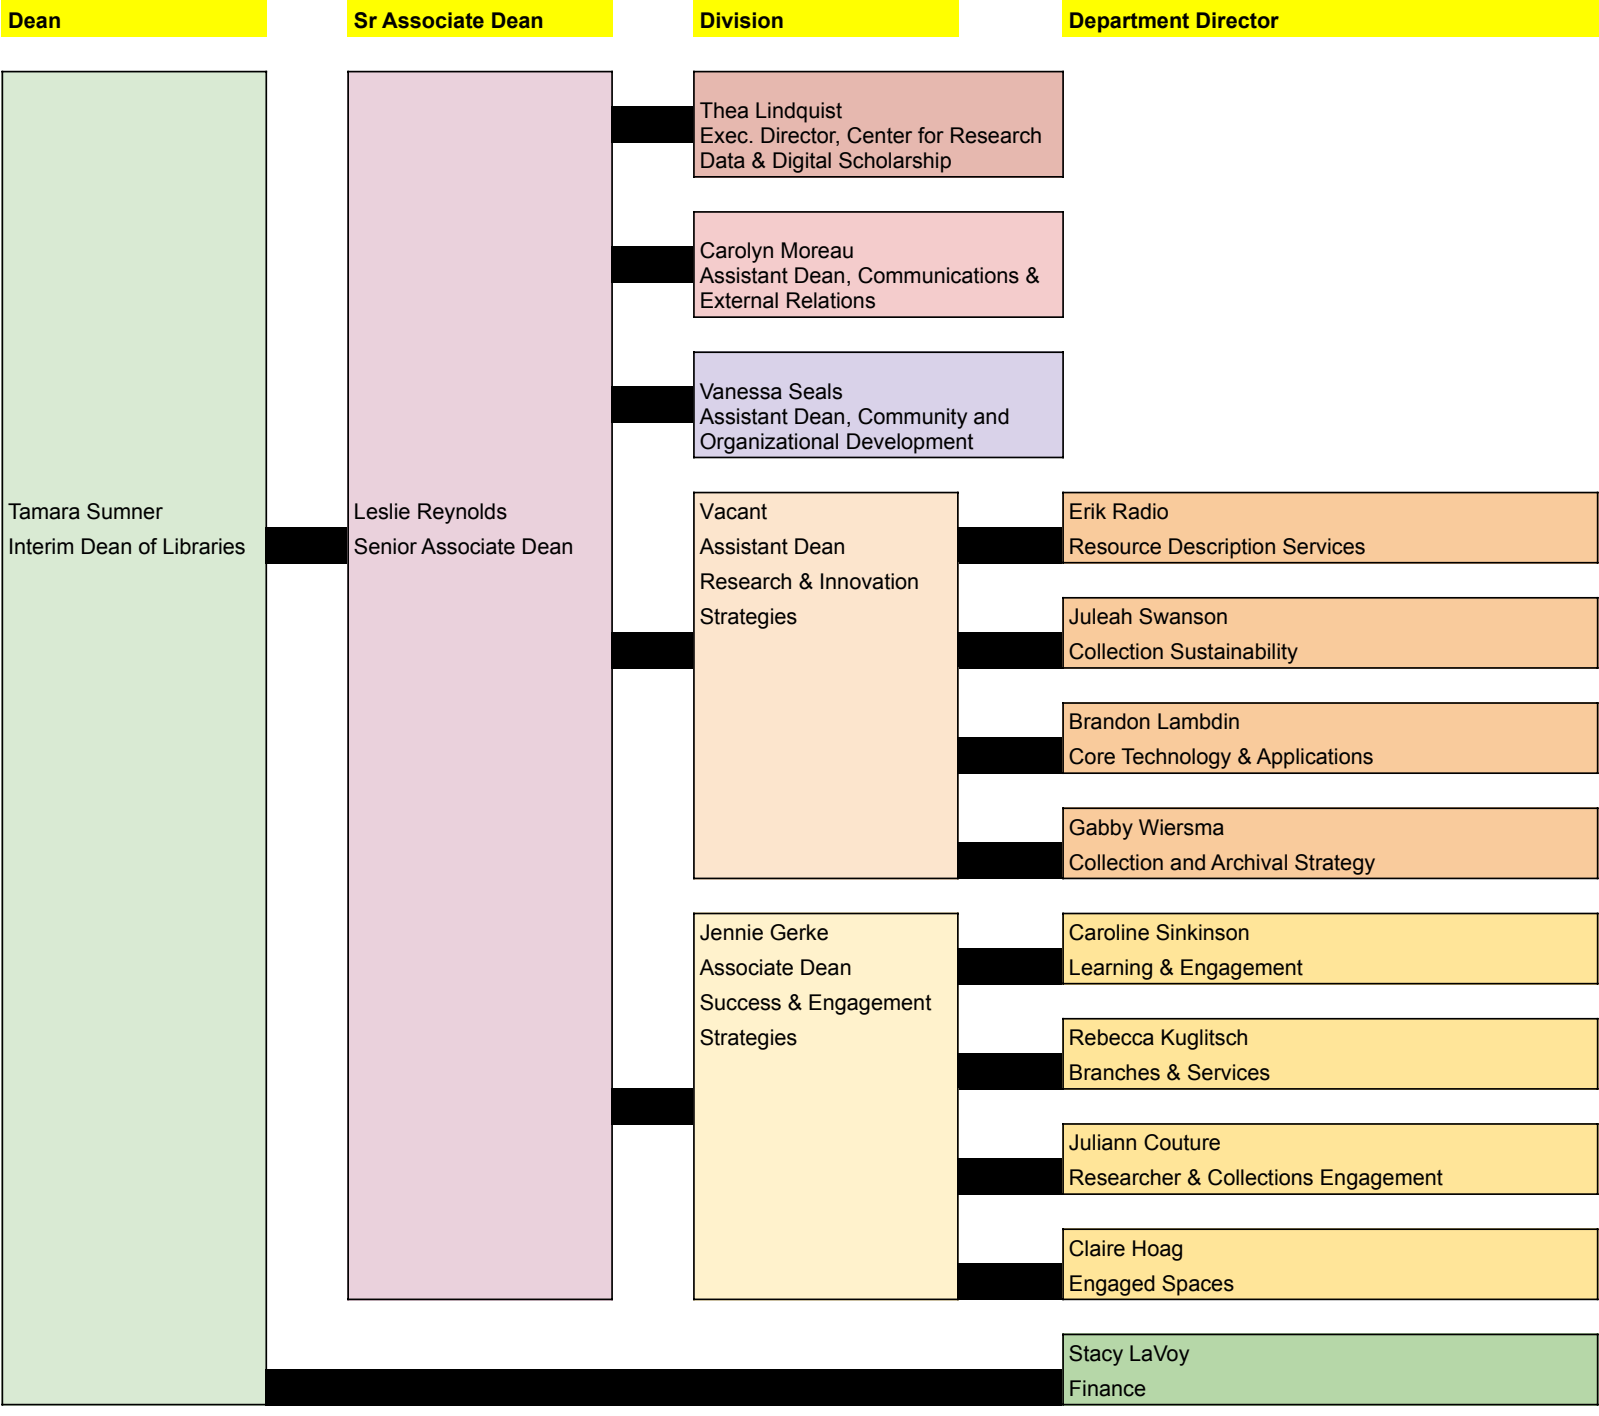 Dean
Sr Associate Dean
Division
Department Director
Thea Lindquist
Exec. Director, Center for Research
Data & Digital Scholarship
Carolyn Moreau
Assistant Dean, Communications &
External Relations
Vanessa Seals
Assistant Dean, Community and
Organizational Development
Tamara Sumner
Interim Dean of Libraries
Leslie Reynolds
Senior Associate Dean
Vacant
Assistant Dean
Research & Innovation
Strategies
Erik Radio
Resource Description Services
Juleah Swanson
Collection Sustainability
Brandon Lambdin
Core Technology & Applications
Gabby Wiersma
Collection and Archival Strategy
Jennie Gerke
Associate Dean
Success & Engagement
Strategies
Caroline Sinkinson
Learning & Engagement
Rebecca Kuglitsch
Branches & Services
Juliann Couture
Researcher & Collections Engagement
Claire Hoag
Engaged Spaces
Stacy LaVoy
Finance